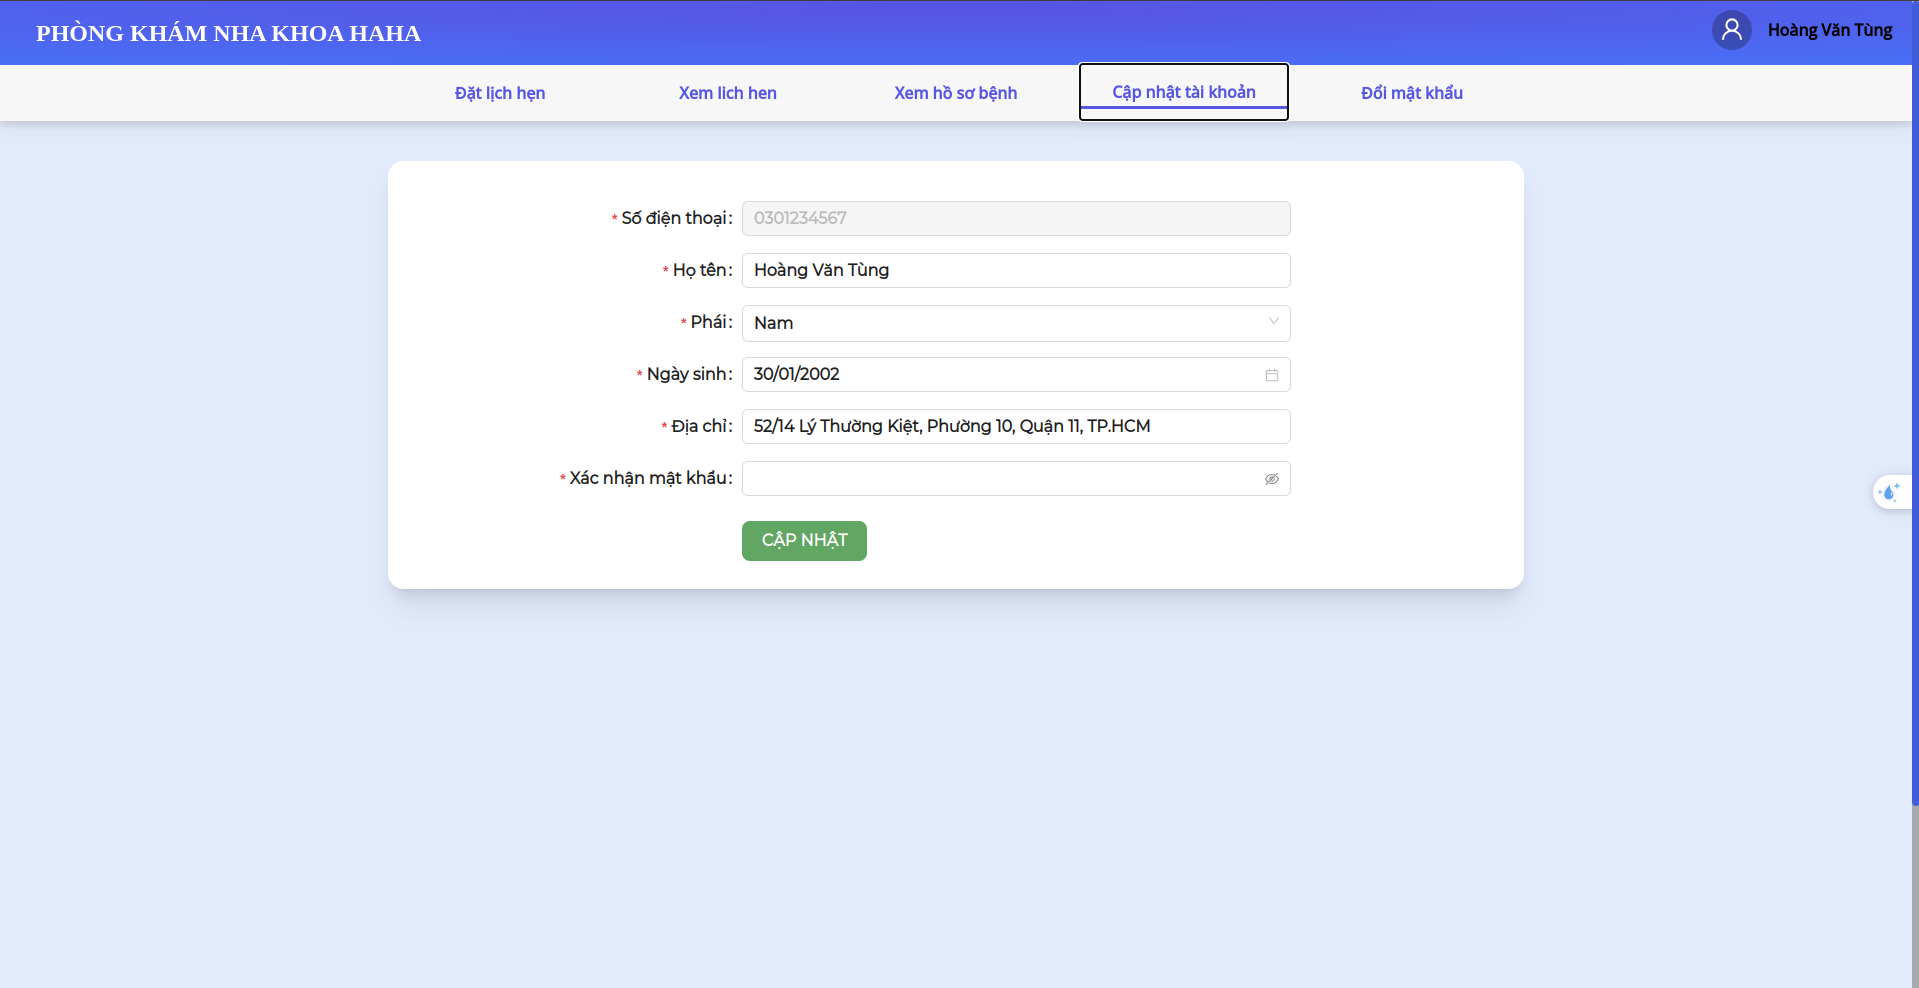 PHÒNG KHÁM NHA KHOA HAHA
Hoàng Văn Tùng
Đặt lịch hẹn
Xem lich hen
Xem hồ sơ bệnh
Cập nhật tài khoản
Đổi mật khẩu
* Số điện thoại: 0301234567
* Họ tên: Hoàng Văn Tùng
* Phái: Nam
* Ngày sinh: 30/01/2002
* Địa chỉ: 52/14 Lý Thường Kiệt, Phường 10, Quận 11, TP.HCM
* Xác nhận mật khẩu:
CẬP NHẬT